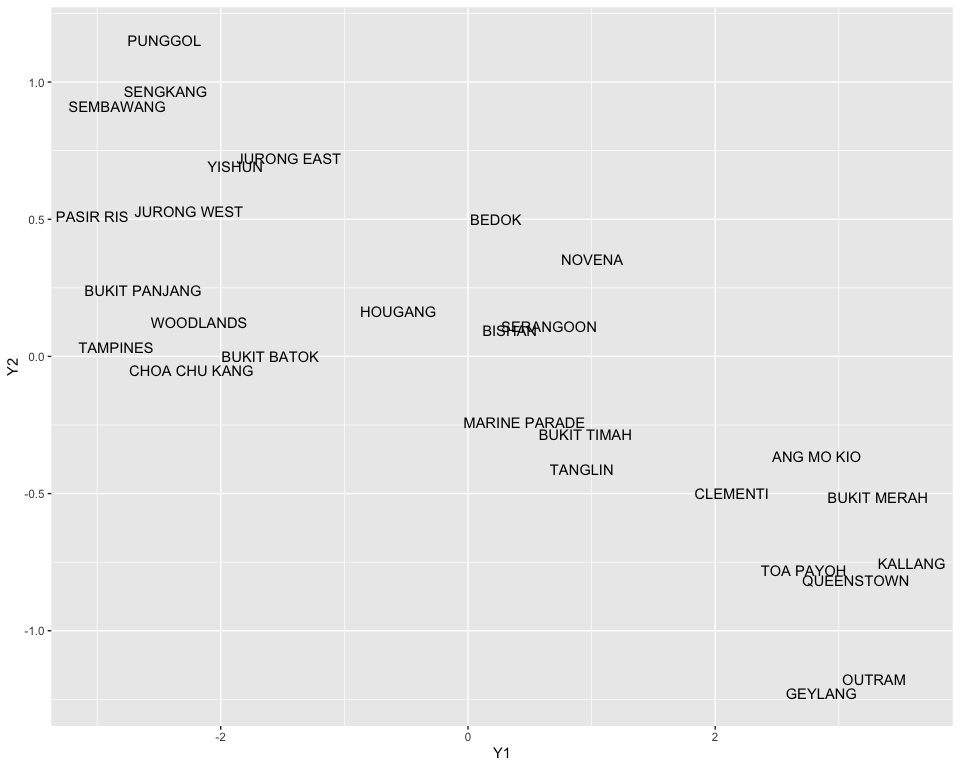 PUNGGOL
1.0
SENGKANG
SEMBAWANG
JURONG EAST
YISHUN
JURONG WEST
PASIR RIS
0.5
BEDOK
NOVENA
BUKIT PANJANG
HOUGANG
WOODLANDS
SERANGOON
BISHAN
TAMPINES
0.0
BUKIT BATOK
Y2
CHOA CHU KANG
MARINE PARADE
BUKIT TIMAH
ANG MO KIO
TANGLIN
-0.5
CLEMENTI
BUKIT MERAH
KALLANG
TOA PAYOH
QUEENSTOWN
-1.0
OUTRAM
GEYLANG
-2 0 2
Y1